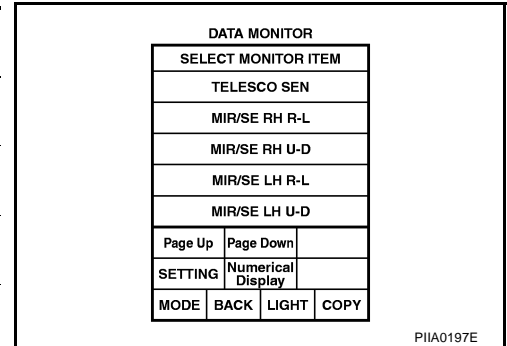 DATA MONITOR
SELECT MONITOR ITEM
TELESCO SEN
MIR/SE RH R-L
MIR/SE RH U-D
MIR/SE LH R-L
MIR/SE LH U-D
Page Up Page Down
SETTING Numerical
Display
MODE BACK LIGHT COPY
PIIA0197E